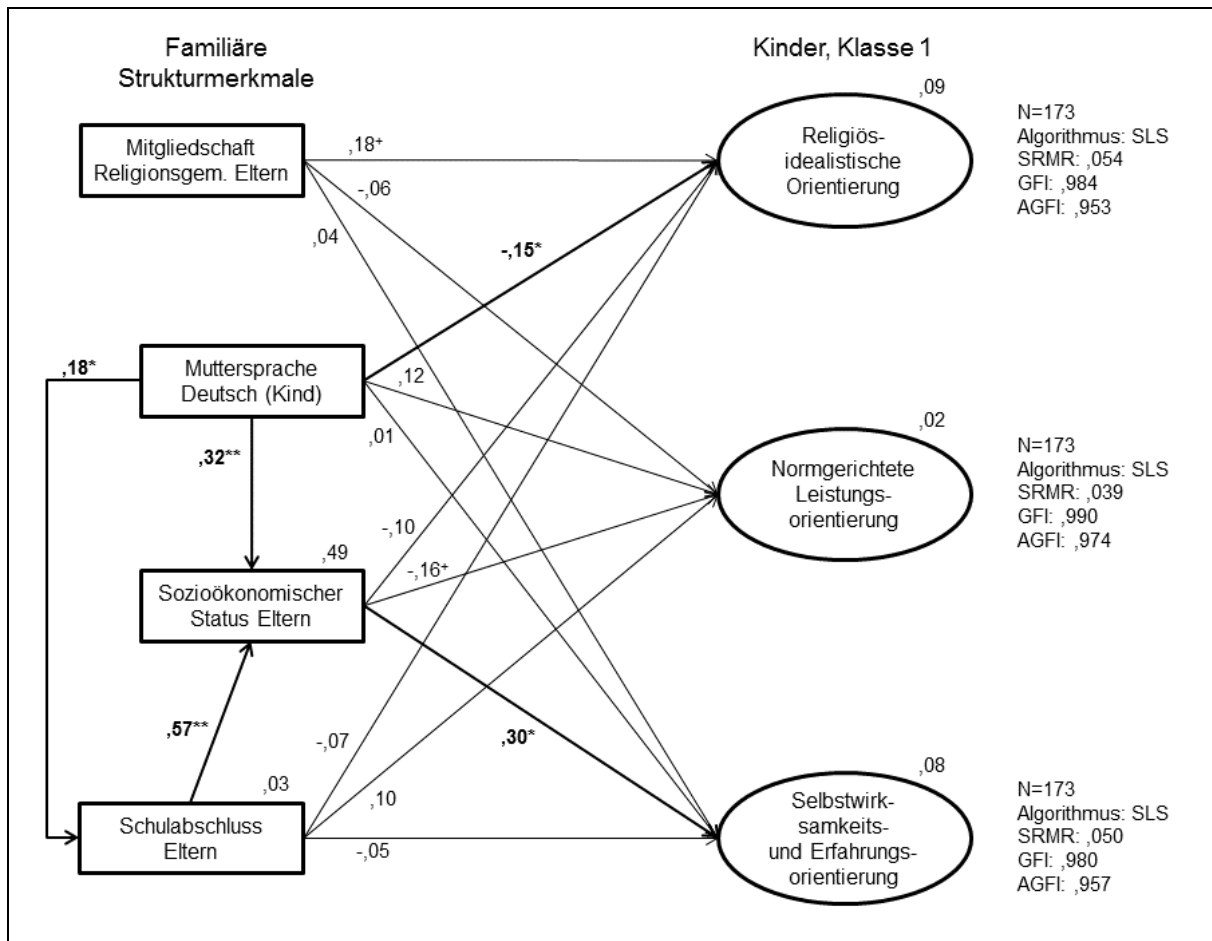 Familiäre
Strukturmerkmale
Kinder, Klasse 1
Mitgliedschaft
Religionsgem. Eltern
,18+
-,06
,04
,09
Religiös-
idealistische
Orientierung
N=173
Algorithmus: SLS
SRMR: ,054
GFI: ,984
AGFI: ,953
-,15*
,18*
Muttersprache
Deutsch (Kind)
,12
,01
,32**
,02
Normgerichtete
Leistungs-
orientierung
N=173
Algorithmus: SLS
SRMR: ,039
GFI: ,990
AGFI: ,974
,49
Sozioökonomischer
Status Eltern
-,10
-,16+
,30*
,57**
,03
Schulabschluss
Eltern
-,07
,10
-,05
,08
Selbstwirk-
samkeits-
und Erfahrungs-
orientierung
N=173
Algorithmus: SLS
SRMR: ,050
GFI: ,980
AGFI: ,957